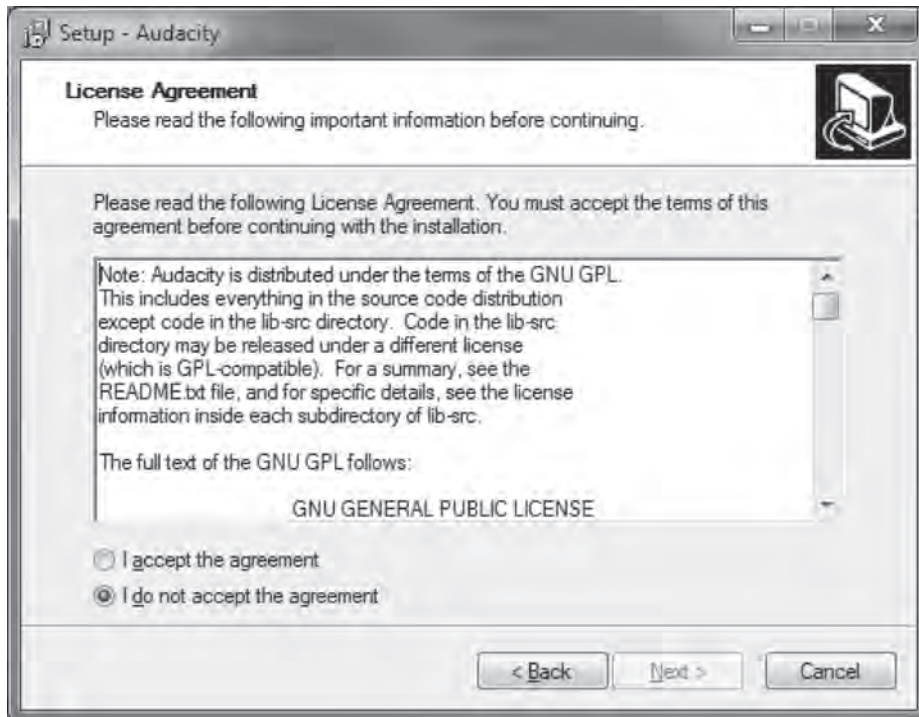 Setup - Audacity
License Agreement
Please read the following important information before continuing.
Please read the following License Agreement. You must accept the terms of this
agreement before continuing with the installation.
Note: Audacity is distributed under the terms of the GNU GPL.
This includes everything in the source code distribution
except code in the lib-src directory.  Code in the lib-src
directory may be released under a different license
(which is GPL-compatible).  For a summary, see the
README.txt file, and for specific details, see the license
information inside each subdirectory of lib-src.
The full text of the GNU GPL follows:
GNU GENERAL PUBLIC LICENSE
I accept the agreement
I do not accept the agreement
< Back
Next >
Cancel